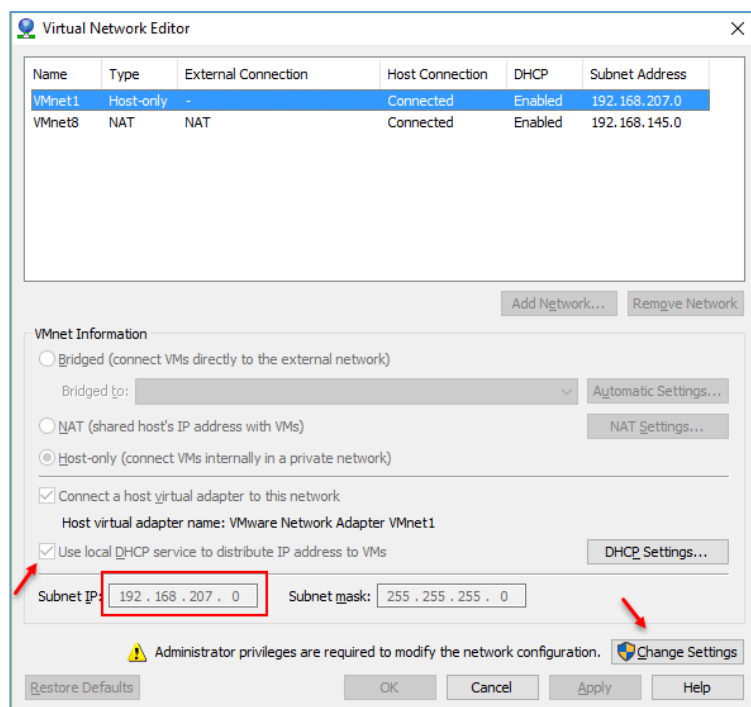 Virtual Network Editor
Name Type External Connection Host Connection DHCP Subnet Address
VMnet1 Host-only - Connected Enabled 192.168.207.0
VMnet8 NAT NAT Connected Enabled 192.168.145.0
Add Network... Remove Network
VMnet Information
Bridged (connect VMs directly to the external network)
Bridged to: Automatic Settings...
NAT (shared host's IP address with VMs) NAT Settings...
Host-only (connect VMs internally in a private network)
Connect a host virtual adapter to this network
Host virtual adapter name: VMware Network Adapter VMnet1
Use local DHCP service to distribute IP address to VMs DHCP Settings...
Subnet IP: 192 . 168 . 207 . 0 Subnet mask: 255 . 255 . 255 . 0
Administrator privileges are required to modify the network configuration. Change Settings
Restore Defaults OK Cancel Apply Help